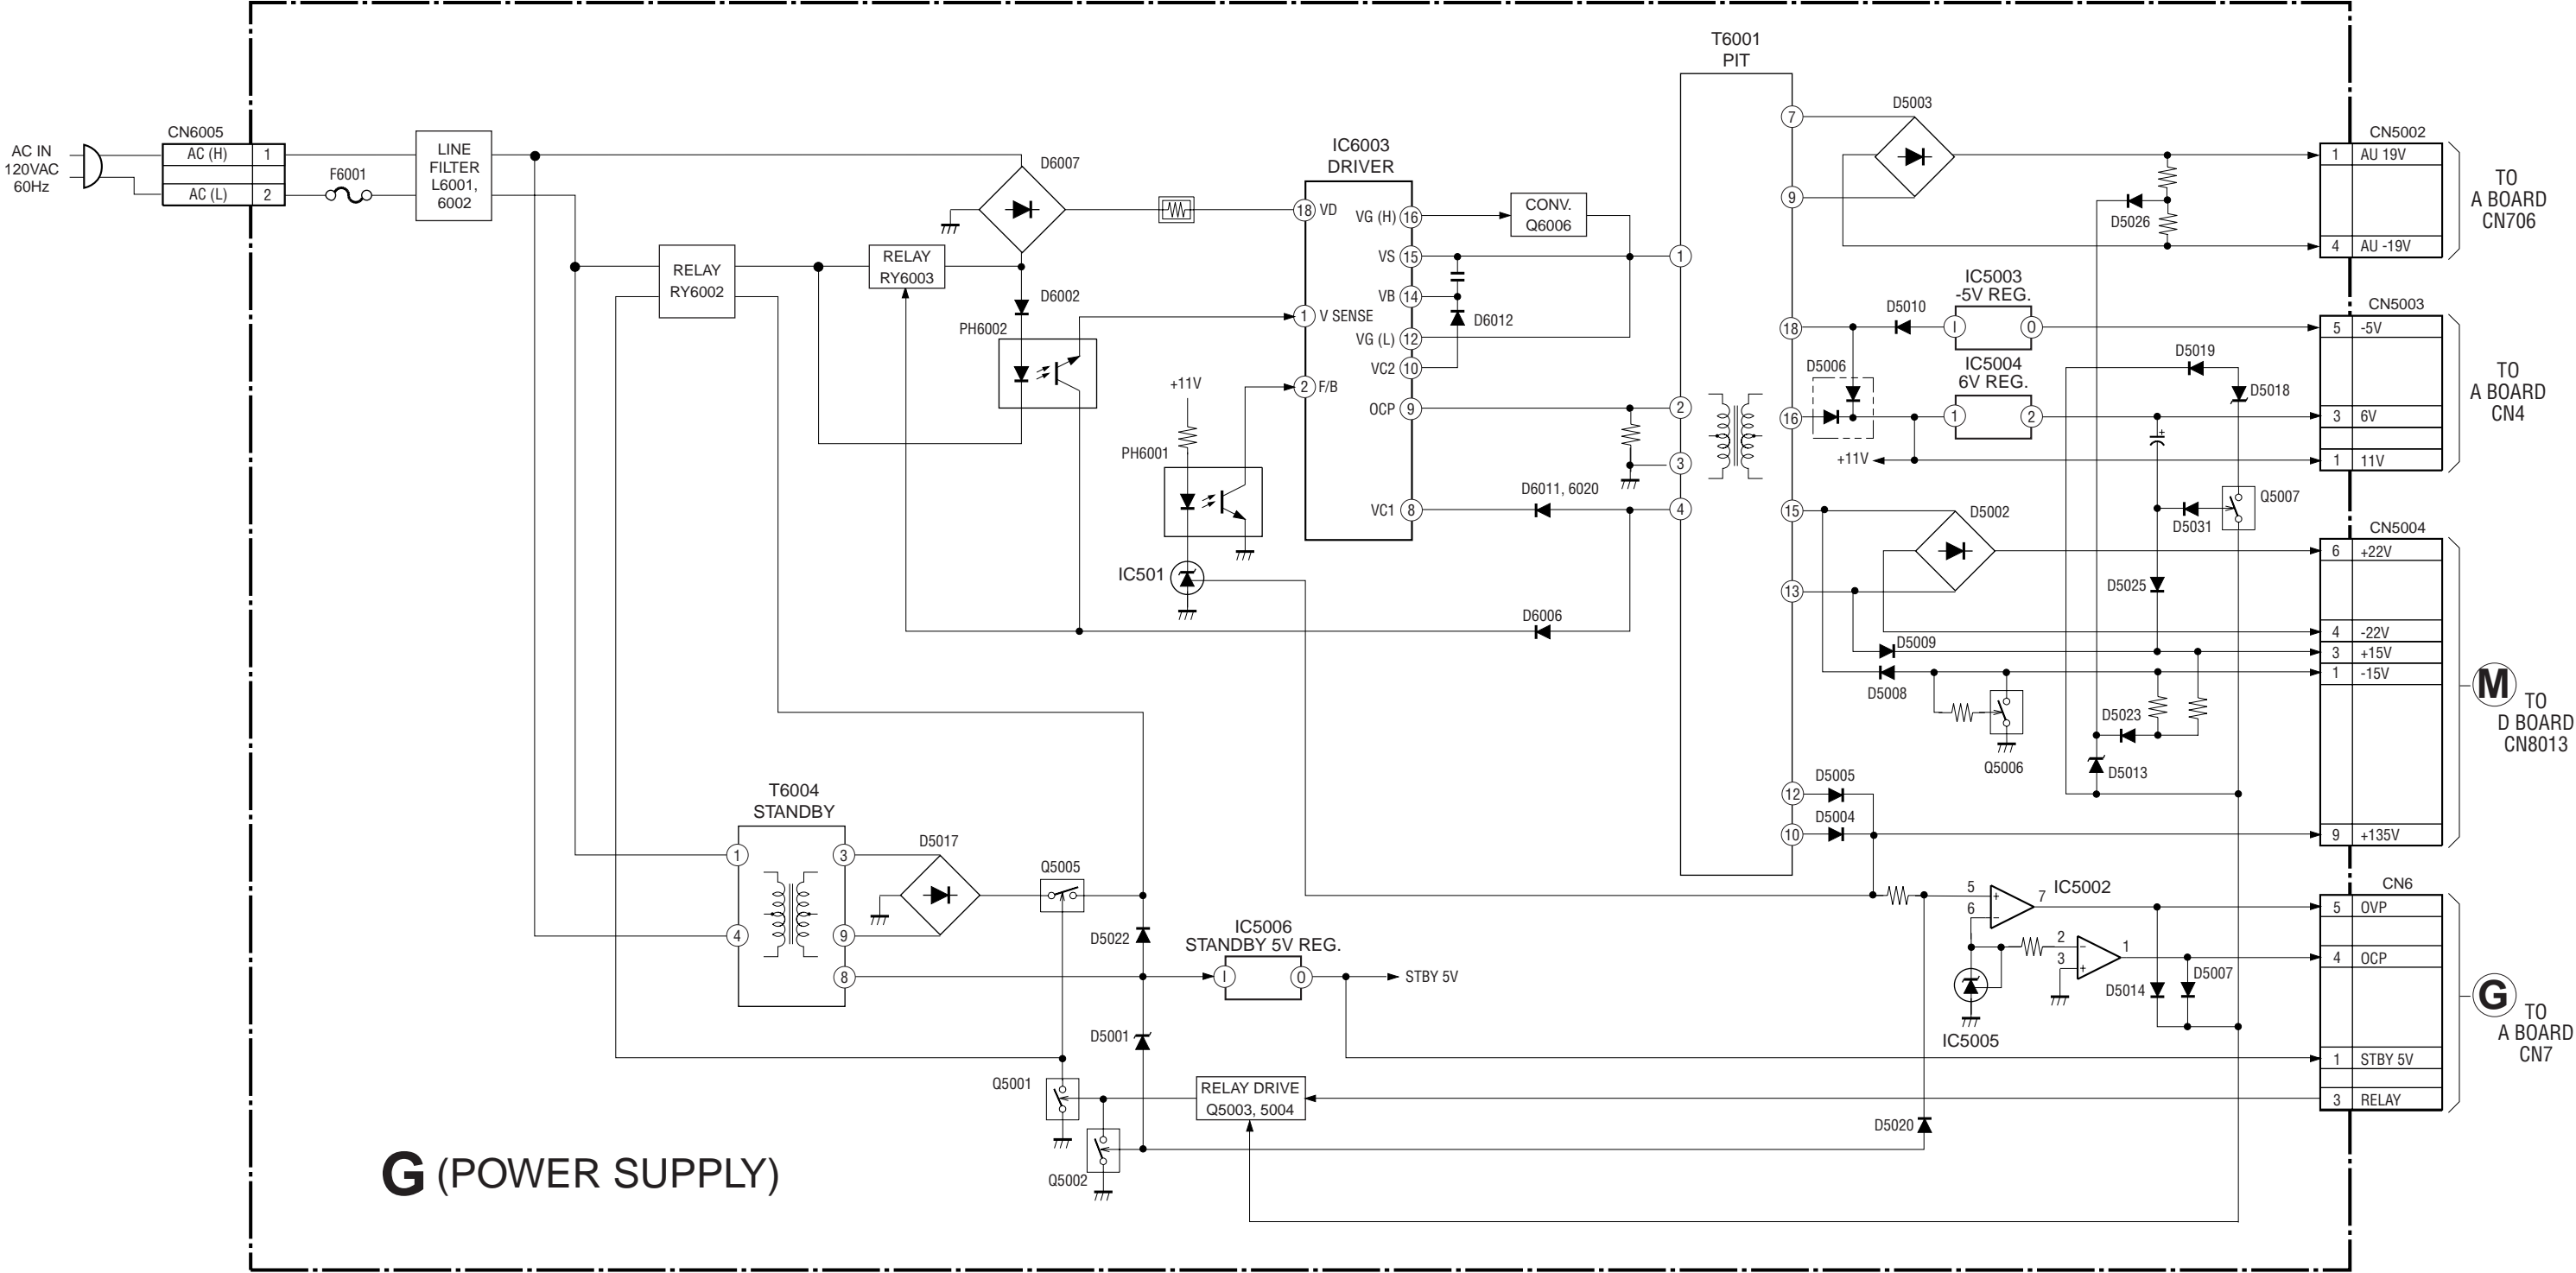 T6001
PIT
AC IN
120VAC
60Hz
CN6005
AC (H) 1
AC (L) 2
F6001
LINE
FILTER
L6001,
6002
D6007
RELAY
RY6002
RELAY
RY6003
D6002
PH6002
IC6003
DRIVER
18 VD
1 V SENSE
2 F/B
VG (H) 16
VS 15
VB 14
VG (L) 12
VC2 10
OCP 9
VC1 8
CONV.
Q6006
D6012
+11V
PH6001
IC501
D6011, 6020
D6006
1
2
3
4
7
9
18
16
15
13
12
10
D5003
D5026
D5010
IC5003
-5V REG.
I O
IC5004
6V REG.
1 2
D5006
+11V
D5019
D5018
Q5007
D5031
D5002
D5025
D5009
D5008
D5023
Q5006
D5013
D5005
D5004
CN5002
1 AU 19V
4 AU -19V
TO
A BOARD
CN706
CN5003
5 -5V
3 6V
1 11V
TO
A BOARD
CN4
CN5004
6 +22V
4 -22V
3 +15V
1 -15V
9 +135V
M
TO
D BOARD
CN8013
T6004
STANDBY
1
4
3
9
8
D5017
Q5005
D5022
IC5006
STANDBY 5V REG.
I O
STBY 5V
D5001
Q5001
Q5002
RELAY DRIVE
Q5003, 5004
5
6
7
+
-
IC5002
2
3
1
-
+
IC5005
D5014
D5007
D5020
CN6
5 OVP
4 OCP
1 STBY 5V
3 RELAY
G
TO
A BOARD
CN7
G (POWER SUPPLY)